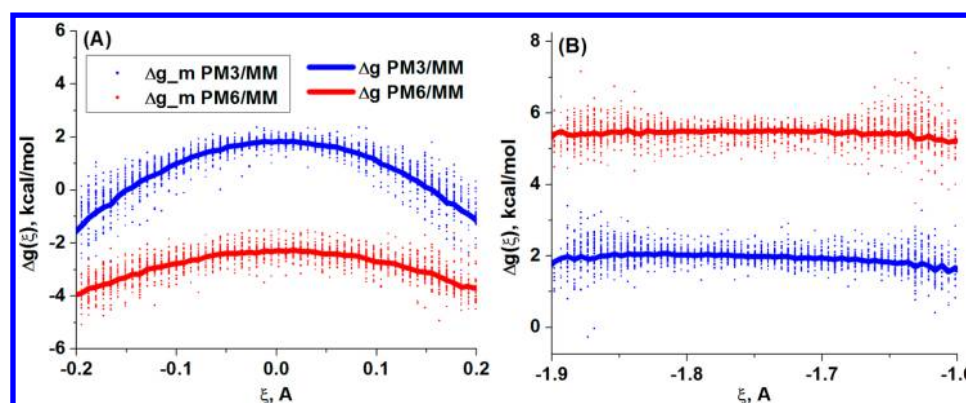 (A)
Δg_m PM3/MM
Δg_m PM6/MM
Δg PM3/MM
Δg PM6/MM
Δg(ξ), kcal/mol
6
4
2
0
-2
-4
-6
-0.2
-0.1
0.0
0.1
0.2
ξ, A
(B)
Δg(ξ), kcal/mol
8
6
4
2
0
-1.9
-1.8
-1.7
-1.6
ξ, A